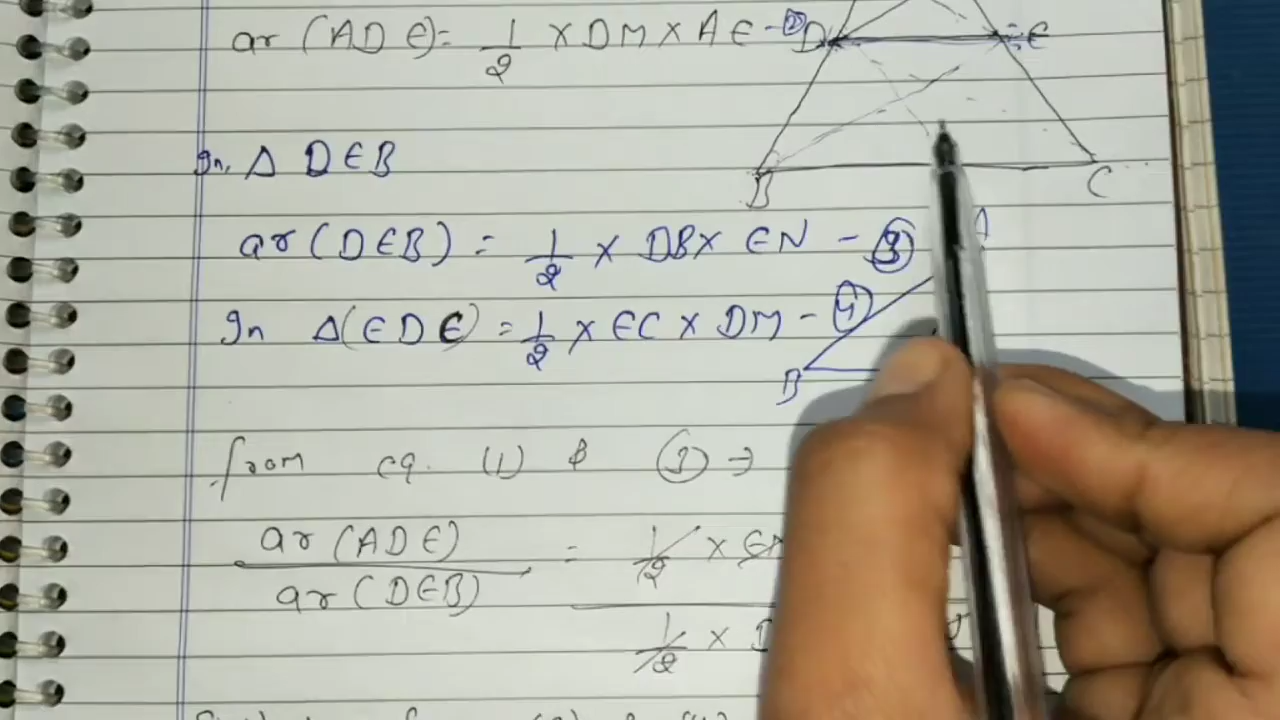 ar (ADE) = 1/2 × DM × AE - ②
D E
In, Δ DEB
B C
ar (DEB) = 1/2 × DB × EN - ③
A
In Δ(EDC) = 1/2 × EC × DM - ④
B
from eq. (1) & ③ →
ar (ADE) = 1/2 × EN
ar (DEB) 1/2 ×